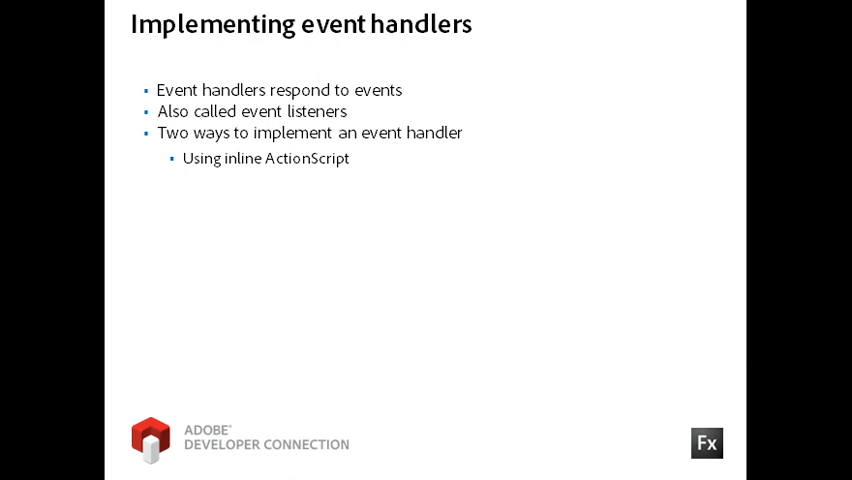 Implementing event handlers
▪ Event handlers respond to events
▪ Also called event listeners
▪ Two ways to implement an event handler
▪ Using inline ActionScript
ADOBE®
DEVELOPER CONNECTION
Fx